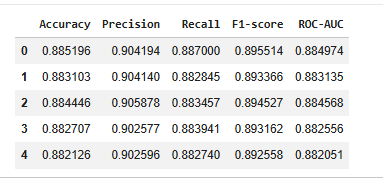 Accuracy Precision Recall F1-score ROC-AUC
0 0.885196 0.904194 0.887000 0.895514 0.884974
1 0.883103 0.904140 0.882845 0.893366 0.883135
2 0.884446 0.905878 0.883457 0.894527 0.884568
3 0.882707 0.902577 0.883941 0.893162 0.882556
4 0.882126 0.902596 0.882740 0.892558 0.882051